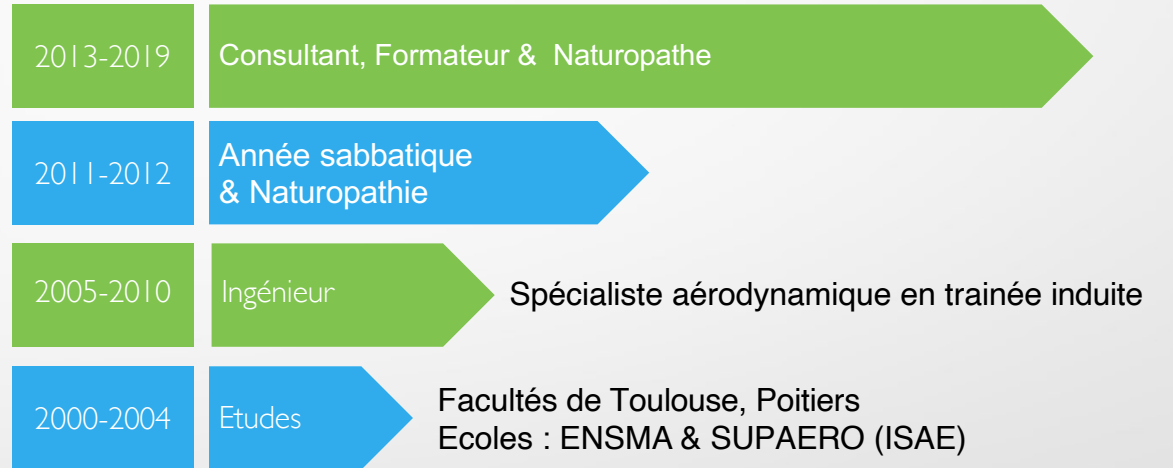 2013-2019
Consultant, Formateur & Naturopathe
2011-2012
Année sabbatique
& Naturopathie
2005-2010
Ingénieur
Spécialiste aérodynamique en trainée induite
2000-2004
Etudes
Facultés de Toulouse, Poitiers
Ecoles : ENSMA & SUPAERO (ISAE)